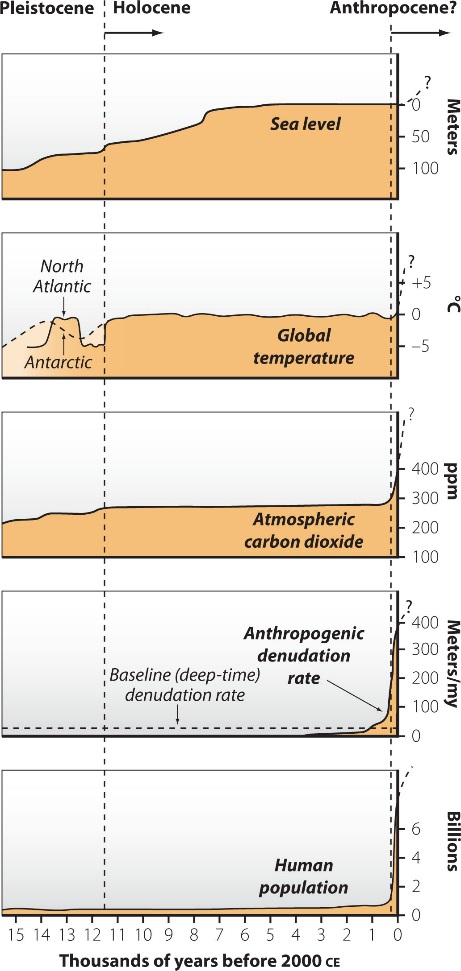 Pleistocene
Holocene
Anthropocene?
?
Sea level
0
50
100
Meters
North
Atlantic
Antarctic
?
Global
temperature
+5
0
–5
°C
?
Atmospheric
carbon dioxide
400
300
200
100
ppm
?
Anthropogenic
denudation
rate
Baseline (deep-time)
denudation rate
400
300
200
100
0
Meters/my
Human
population
6
4
2
0
Billions
15 14 13 12 11 10 9 8 7 6 5 4 3 2 1 0
Thousands of years before 2000 CE